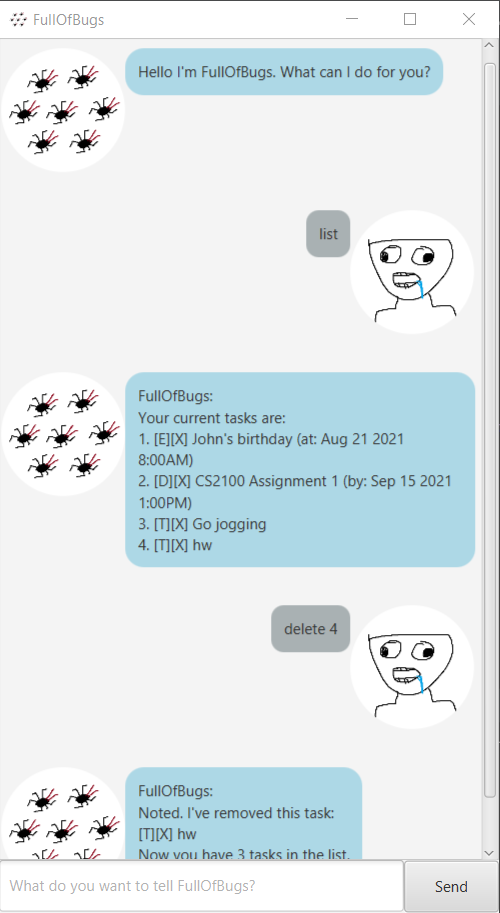 FullOfBugs
Hello I'm FullOfBugs. What can I do for you?
list
FullOfBugs:
Your current tasks are:
1. [E][X] John's birthday (at: Aug 21 2021
8:00AM)
2. [D][X] CS2100 Assignment 1 (by: Sep 15 2021
1:00PM)
3. [T][X] Go jogging
4. [T][X] hw
delete 4
FullOfBugs:
Noted. I've removed this task:
[T][X] hw
Now you have 3 tasks in the list.
What do you want to tell FullOfBugs?
Send